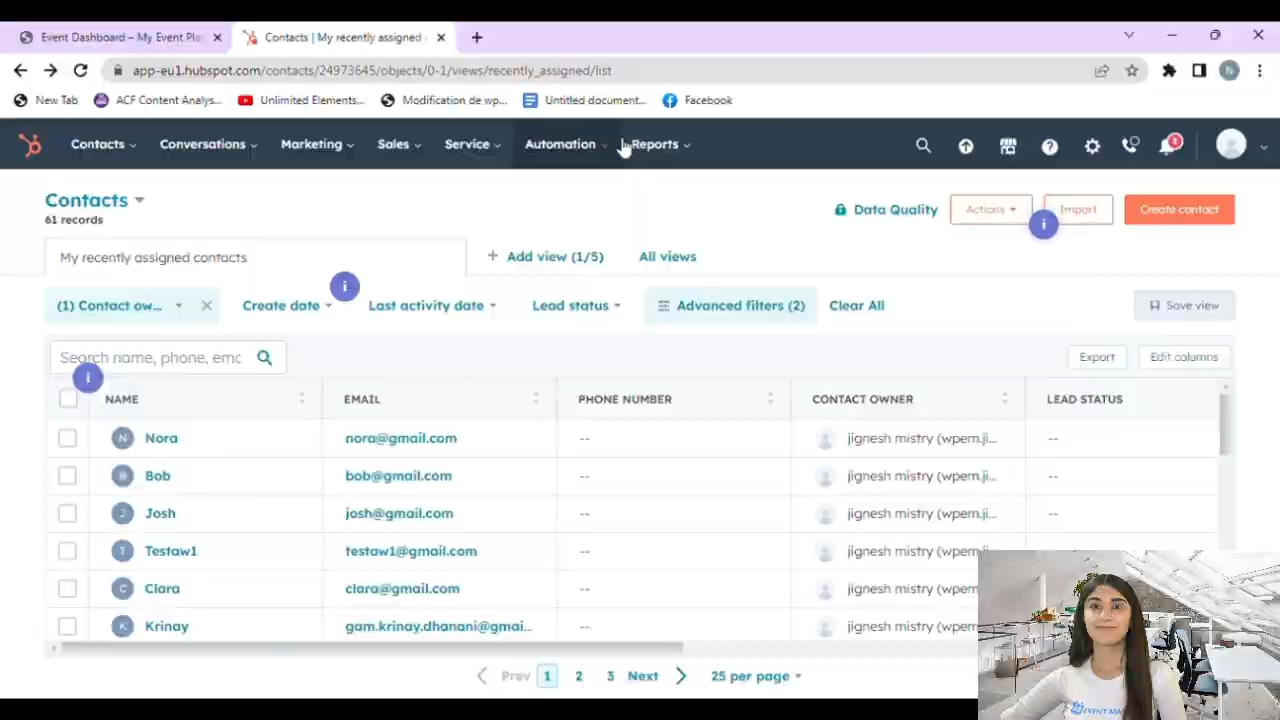 Event Dashboard – My Event Pla
Contacts | My recently assigned
app-eu1.hubspot.com/contacts/24973645/objects/0-1/views/recently_assigned/list
New Tab ACF Content Analys... Unlimited Elements... Modification de wp... Untitled document... Facebook
Contacts Conversations Marketing Sales Service Automation Reports
Contacts
61 records
Data Quality Actions Import Create contact
My recently assigned contacts
+ Add view (1/5) All views
(1) Contact ow... Create date Last activity date Lead status Advanced filters (2) Clear All Save view
Search name, phone, emc Export Edit columns
NAME EMAIL PHONE NUMBER CONTACT OWNER LEAD STATUS
N Nora nora@gmail.com -- jignesh mistry (wpem.ji... --
B Bob bob@gmail.com -- jignesh mistry (wpem.ji... --
J Josh josh@gmail.com -- jignesh mistry (wpem.ji... --
T Testaw1 testaw1@gmail.com -- jignesh mistry (wpem
C Clara clara@gmail.com -- jignesh mistry (wpem
K Krinay gam.krinay.dhanani@gmai... -- jignesh mistry (wpem
Prev 1 2 3 Next 25 per page
EVENT MA